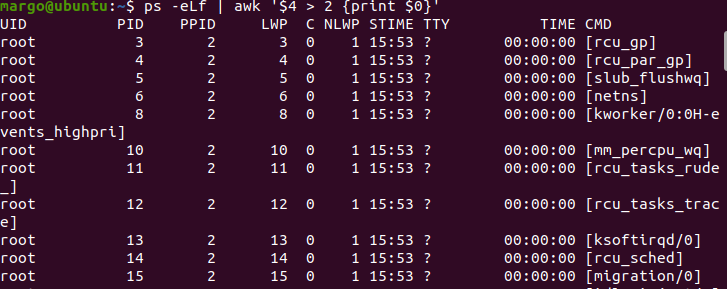 margo@ubuntu:~$ ps -eLf | awk '$4 > 2 {print $0}'
UID PID PPID LWP C NLWP STIME TTY TIME CMD
root 3 2 3 0 1 15:53 ? 00:00:00 [rcu_gp]
root 4 2 4 0 1 15:53 ? 00:00:00 [rcu_par_gp]
root 5 2 5 0 1 15:53 ? 00:00:00 [slub_flushwq]
root 6 2 6 0 1 15:53 ? 00:00:00 [netns]
root 8 2 8 0 1 15:53 ? 00:00:00 [kworker/0:0H-e
vents_highpri]
root 10 2 10 0 1 15:53 ? 00:00:00 [mm_percpu_wq]
root 11 2 11 0 1 15:53 ? 00:00:00 [rcu_tasks_rude
_]
root 12 2 12 0 1 15:53 ? 00:00:00 [rcu_tasks_trac
e]
root 13 2 13 0 1 15:53 ? 00:00:00 [ksoftirqd/0]
root 14 2 14 0 1 15:53 ? 00:00:00 [rcu_sched]
root 15 2 15 0 1 15:53 ? 00:00:00 [migration/0]